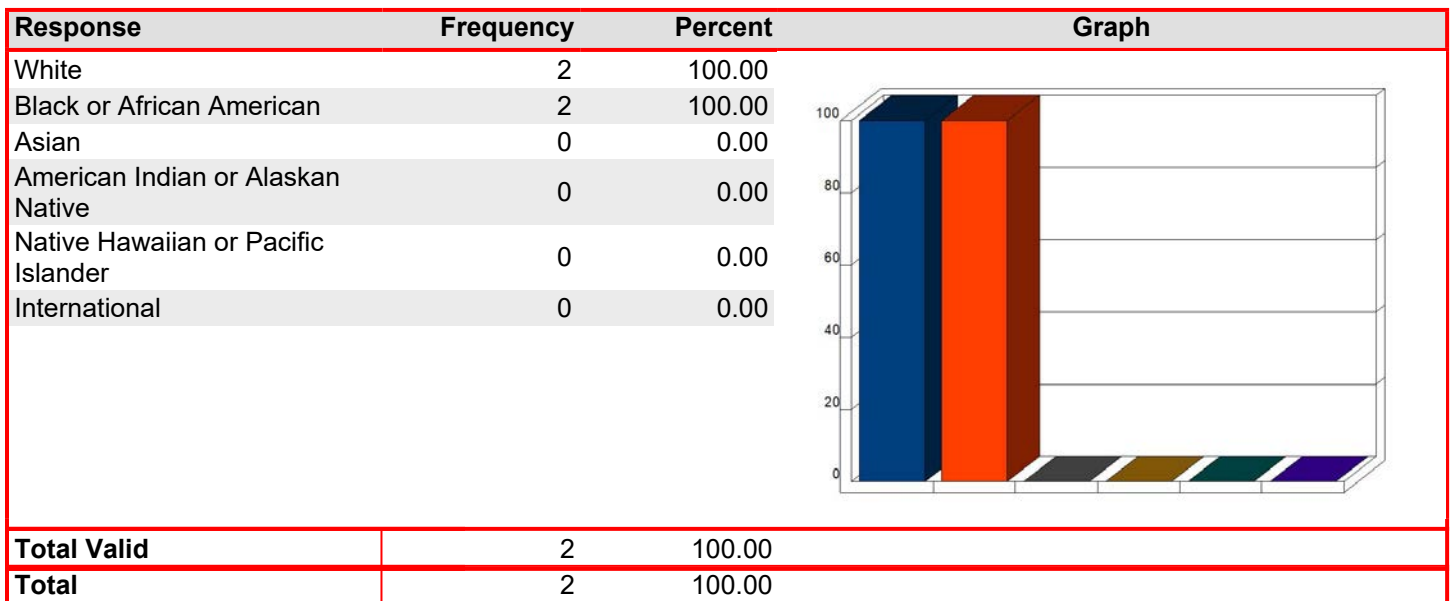 Response Frequency Percent Graph
White 2 100.00
Black or African American 2 100.00
Asian 0 0.00
American Indian or Alaskan
Native 0 0.00
Native Hawaiian or Pacific
Islander 0 0.00
International 0 0.00
100
80
60
40
20
0
Total Valid 2 100.00
Total 2 100.00